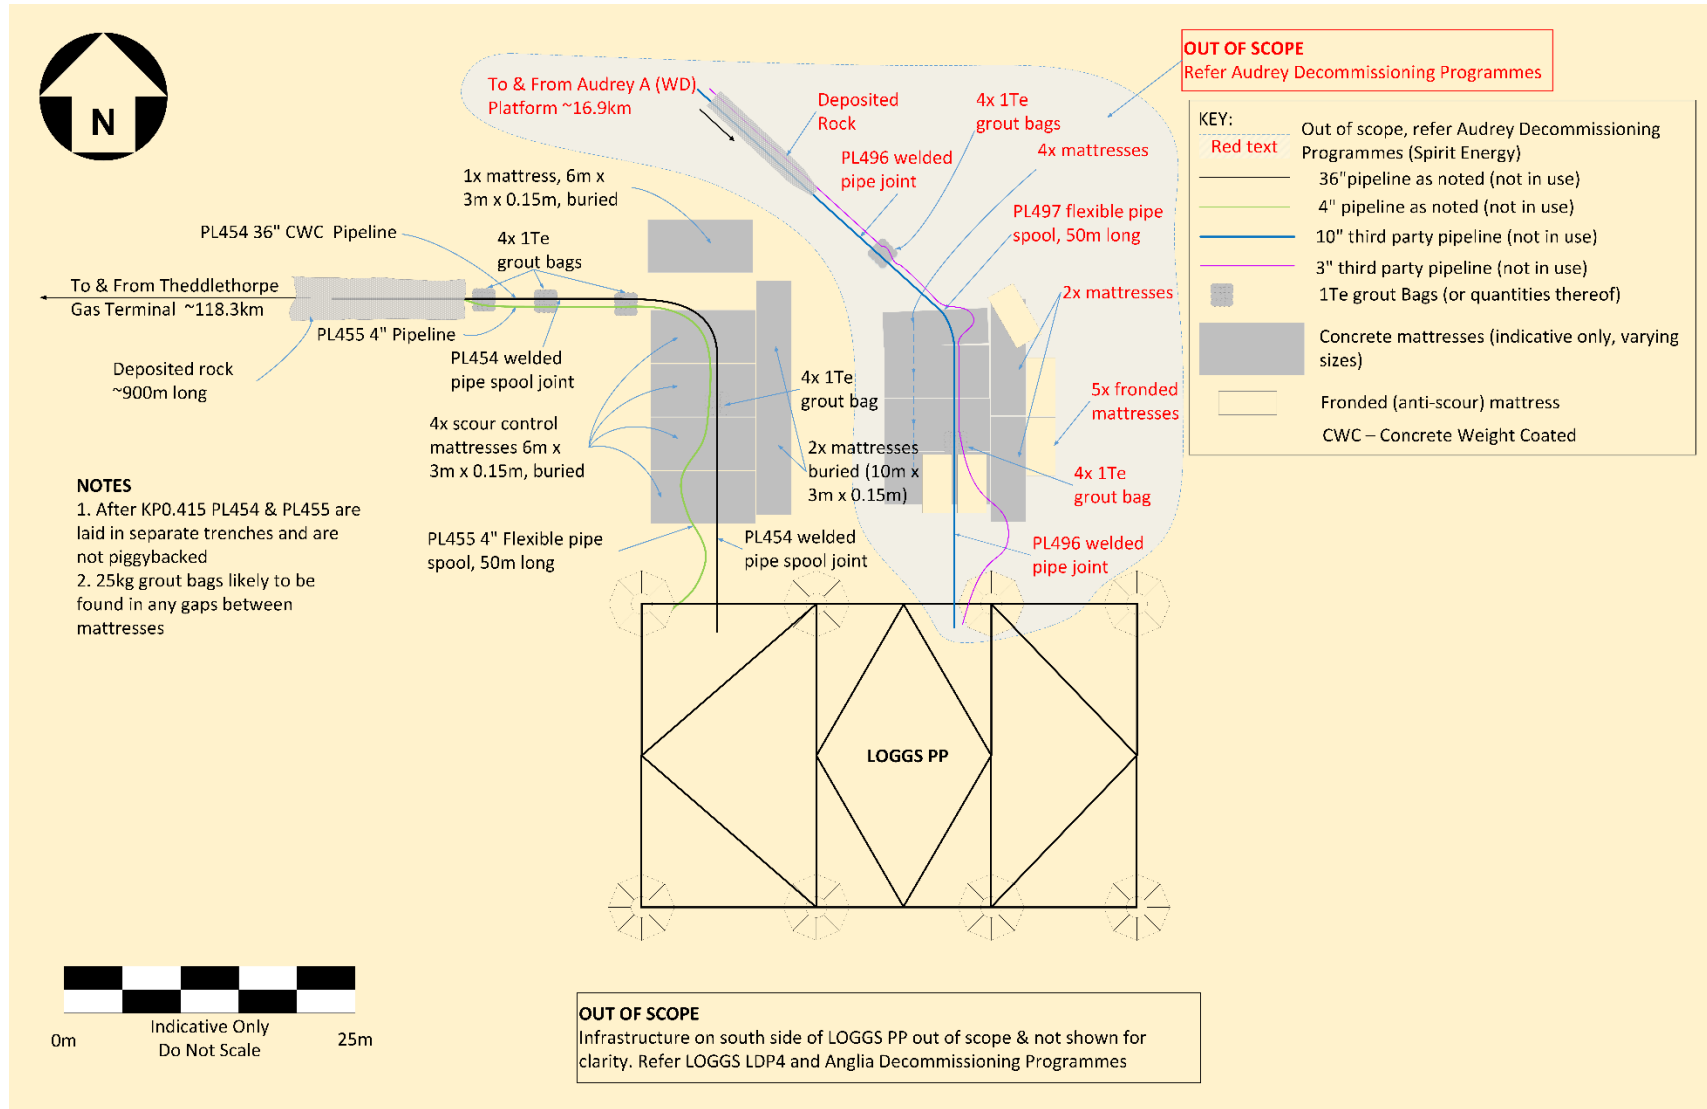 N
To & From Audrey A (WD)
Platform ~16.9km
Deposited
Rock
4x 1Te
grout bags
4x mattresses
PL496 welded
pipe joint
PL497 flexible pipe
spool, 50m long
2x mattresses
5x fronded
mattresses
4x 1Te
grout bag
PL496 welded
pipe joint
OUT OF SCOPE
Refer Audrey Decommissioning Programmes
KEY:
Red text
Out of scope, refer Audrey Decommissioning
Programmes (Spirit Energy)
36"pipeline as noted (not in use)
4" pipeline as noted (not in use)
10" third party pipeline (not in use)
3" third party pipeline (not in use)
1Te grout Bags (or quantities thereof)
Concrete mattresses (indicative only, varying
sizes)
Fronded (anti-scour) mattress
CWC – Concrete Weight Coated
1x mattress, 6m x
3m x 0.15m, buried
PL454 36" CWC Pipeline
4x 1Te
grout bags
To & From Theddlethorpe
Gas Terminal ~118.3km
PL455 4" Pipeline
Deposited rock
~900m long
PL454 welded
pipe spool joint
4x 1Te
grout bag
4x scour control
mattresses 6m x
3m x 0.15m, buried
2x mattresses
buried (10m x
3m x 0.15m)
PL455 4" Flexible pipe
spool, 50m long
PL454 welded
pipe spool joint
NOTES
1. After KP0.415 PL454 & PL455 are
laid in separate trenches and are
not piggybacked
2. 25kg grout bags likely to be
found in any gaps between
mattresses
LOGGS PP
0m
Indicative Only
Do Not Scale
25m
OUT OF SCOPE
Infrastructure on south side of LOGGS PP out of scope & not shown for
clarity. Refer LOGGS LDP4 and Anglia Decommissioning Programmes